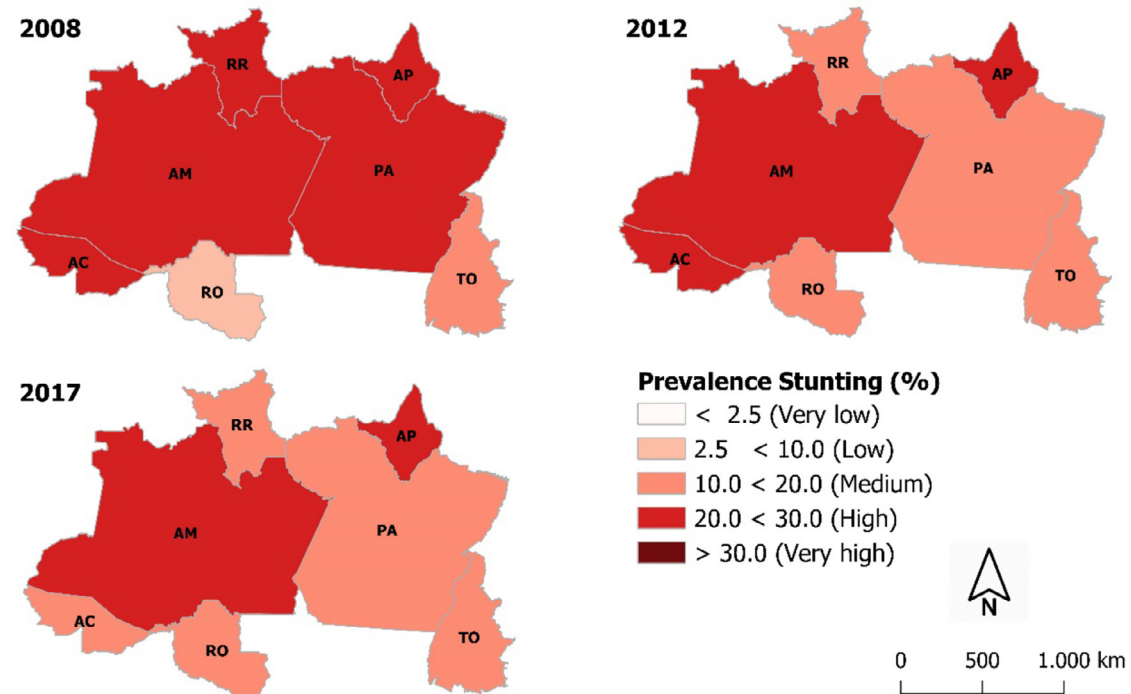 2008
RR
AP
AM
PA
AC
RO
TO
2012
RR
AP
AM
PA
AC
RO
TO
2017
RR
AP
AM
PA
AC
RO
TO
Prevalence Stunting (%)
< 2.5 (Very low)
2.5 < 10.0 (Low)
10.0 < 20.0 (Medium)
20.0 < 30.0 (High)
> 30.0 (Very high)
N
0 500 1.000 km